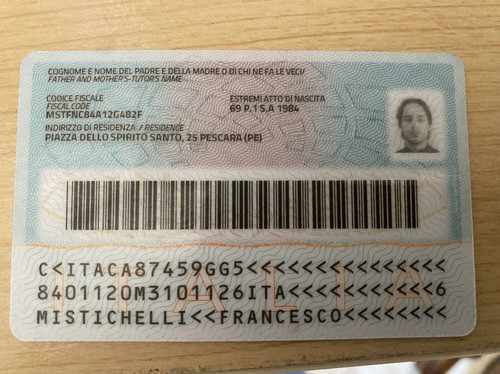 COGNOME E NOME DEL PADRE E DELLA MADRE O DI CHI NE FA LE VECI/
FATHER AND MOTHER'S-TUTOR'S NAME
CODICE FISCALE
FISCAL CODE
MSTFNC84A12G482F
ESTREMI ATTO DI NASCITA
69 P.1 S.A 1984
INDIRIZZO DI RESIDENZA / RESIDENCE
PIAZZA DELLO SPIRITO SANTO, 25 PESCARA (PE)
ITALIA
C<ITACA87459GG5<<<<<<<<<<<<<<<
8401120M3101126ITA<<<<<<<<<<<6
MISTICHELLI<<FRANCESCO<<<<<<<<